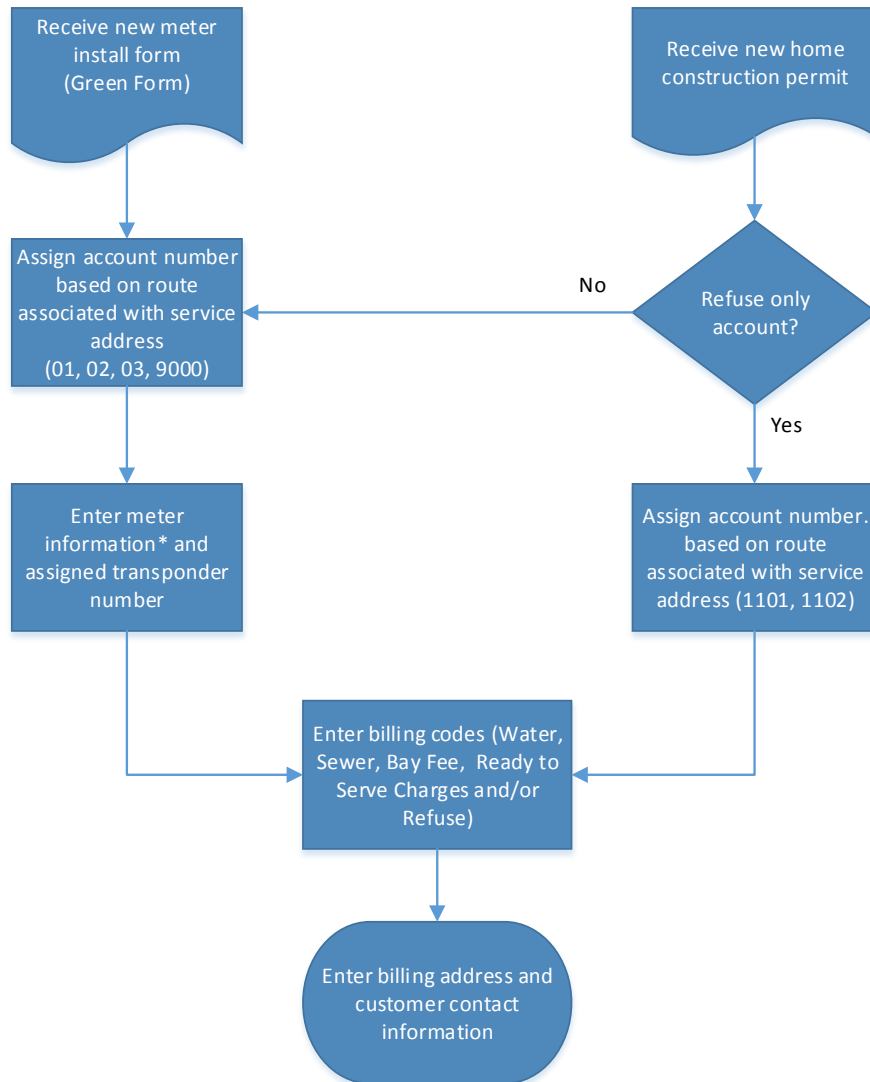 Receive new meter
install form
(Green Form)
Receive new home
construction permit
Assign account number
based on route
associated with service
address
(01, 02, 03, 9000)
No
Refuse only
account?
Yes
Enter meter
information* and
assigned transponder
number
Assign account number.
based on route
associated with service
address (1101, 1102)
Enter billing codes (Water,
Sewer, Bay Fee,  Ready to
Serve Charges and/or
Refuse)
Enter billing address and
customer contact
information